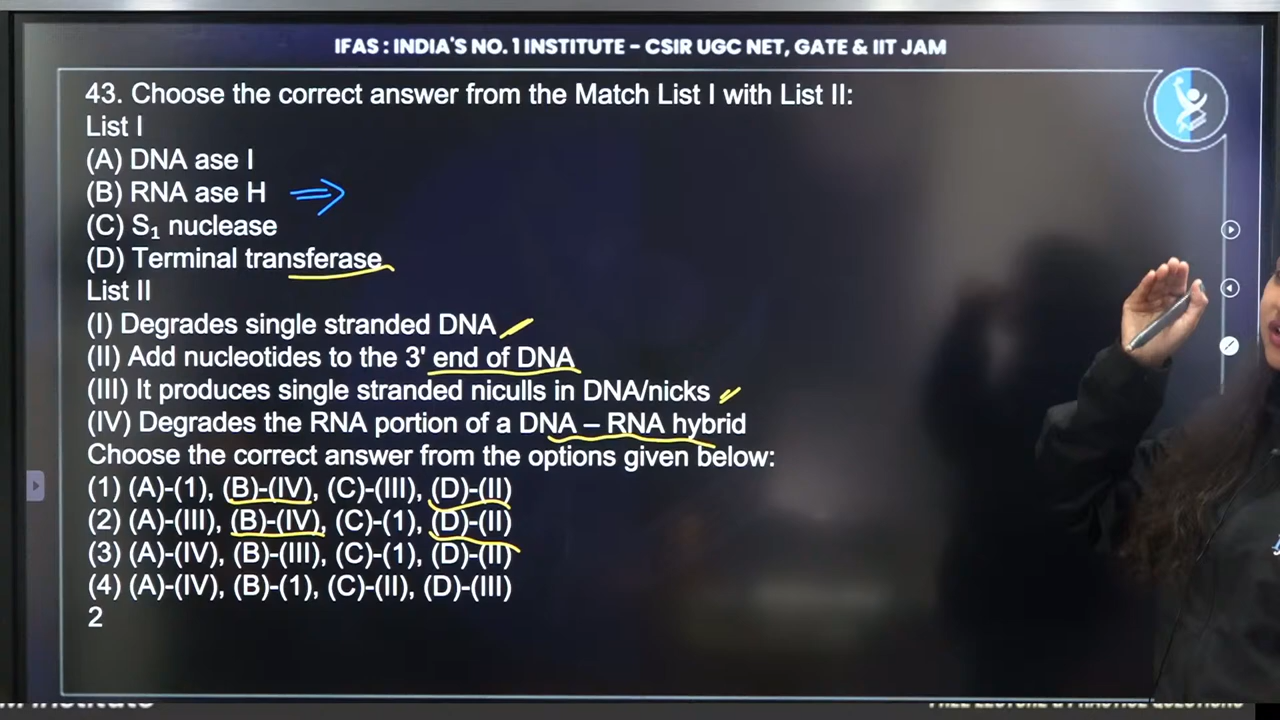 IFAS : INDIA'S NO. 1 INSTITUTE - CSIR UGC NET, GATE & IIT JAM
43. Choose the correct answer from the Match List I with List II:
List I
(A) DNA ase I
(B) RNA ase H
(C) S₁ nuclease
(D) Terminal transferase
List II
(I) Degrades single stranded DNA
(II) Add nucleotides to the 3' end of DNA
(III) It produces single stranded niculls in DNA/nicks
(IV) Degrades the RNA portion of a DNA – RNA hybrid
Choose the correct answer from the options given below:
(1) (A)-(1), (B)-(IV), (C)-(III), (D)-(II)
(2) (A)-(III), (B)-(IV), (C)-(1), (D)-(II)
(3) (A)-(IV), (B)-(III), (C)-(1), (D)-(II)
(4) (A)-(IV), (B)-(1), (C)-(II), (D)-(III)
2